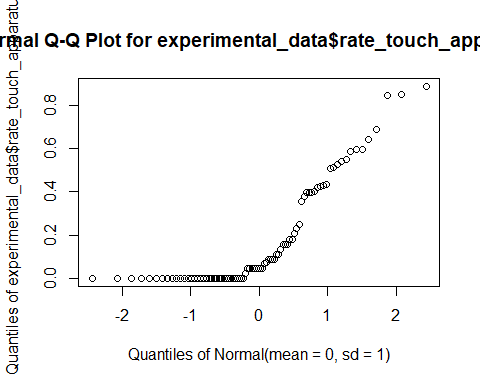 rmal Q-Q Plot for experimental_data$rate_touch_app
Quantiles of experimental_data$rate_touch_apparatu
0.0 0.2 0.4 0.6 0.8
-2 -1 0 1 2
Quantiles of Normal(mean = 0, sd = 1)